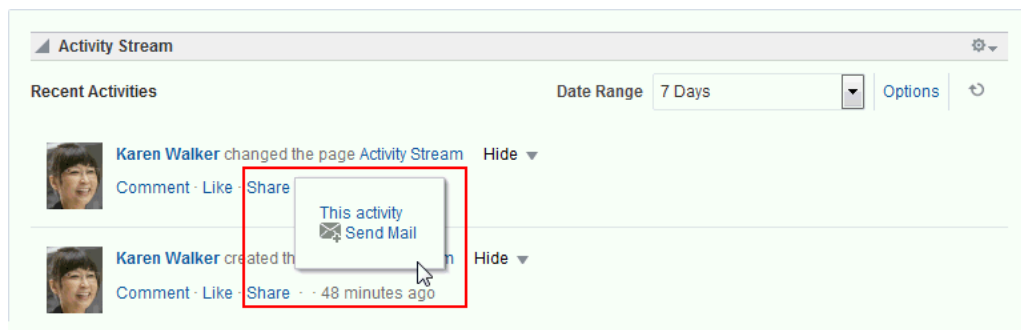 Activity Stream
Recent Activities Date Range 7 Days Options
Karen Walker changed the page Activity Stream Hide
Comment · Like · Share
This activity
Send Mail
Karen Walker created th m Hide
Comment · Like · Share · · 48 minutes ago